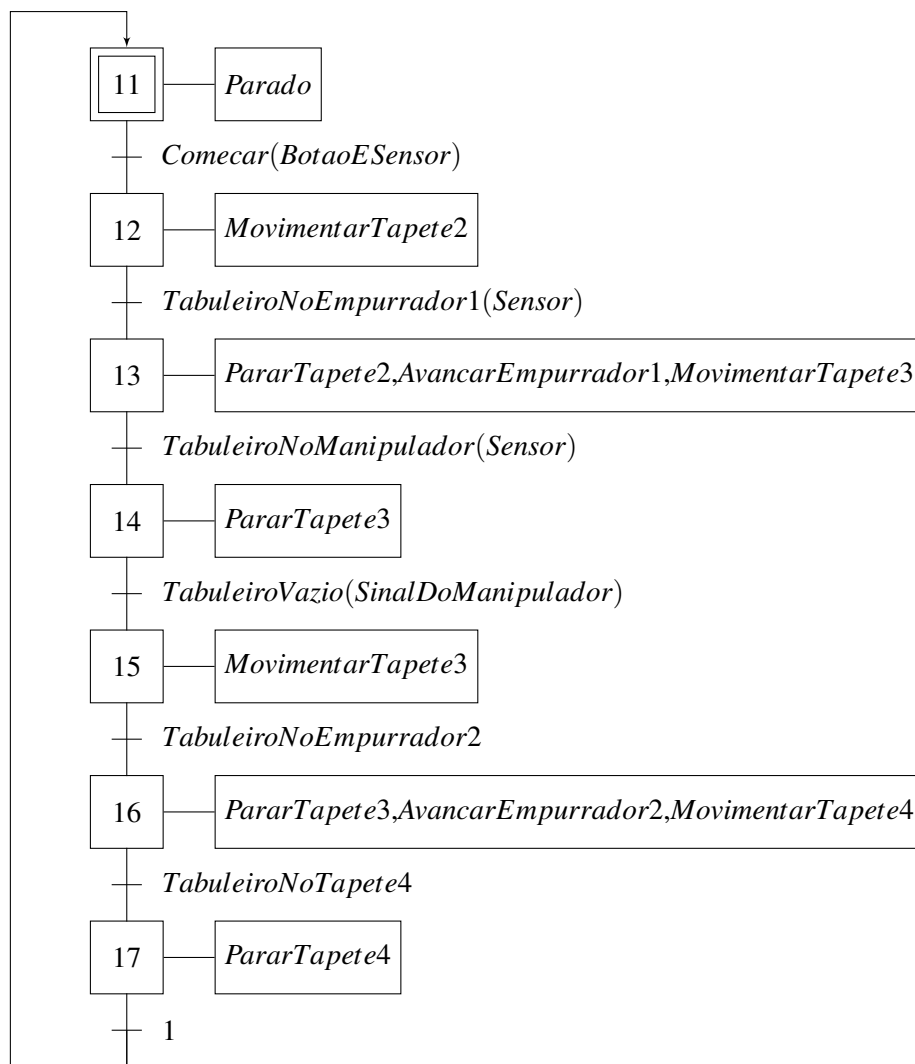 11 Parado
Comecar(BotaoESensor)
12 MovimentarTapete2
TabuleiroNoEmpurrador1(Sensor)
13 PararTapete2,AvancarEmpurrador1,MovimentarTapete3
TabuleiroNoManipulador(Sensor)
14 PararTapete3
TabuleiroVazio(SinalDoManipulador)
15 MovimentarTapete3
TabuleiroNoEmpurrador2
16 PararTapete3,AvancarEmpurrador2,MovimentarTapete4
TabuleiroNoTapete4
17 PararTapete4
1